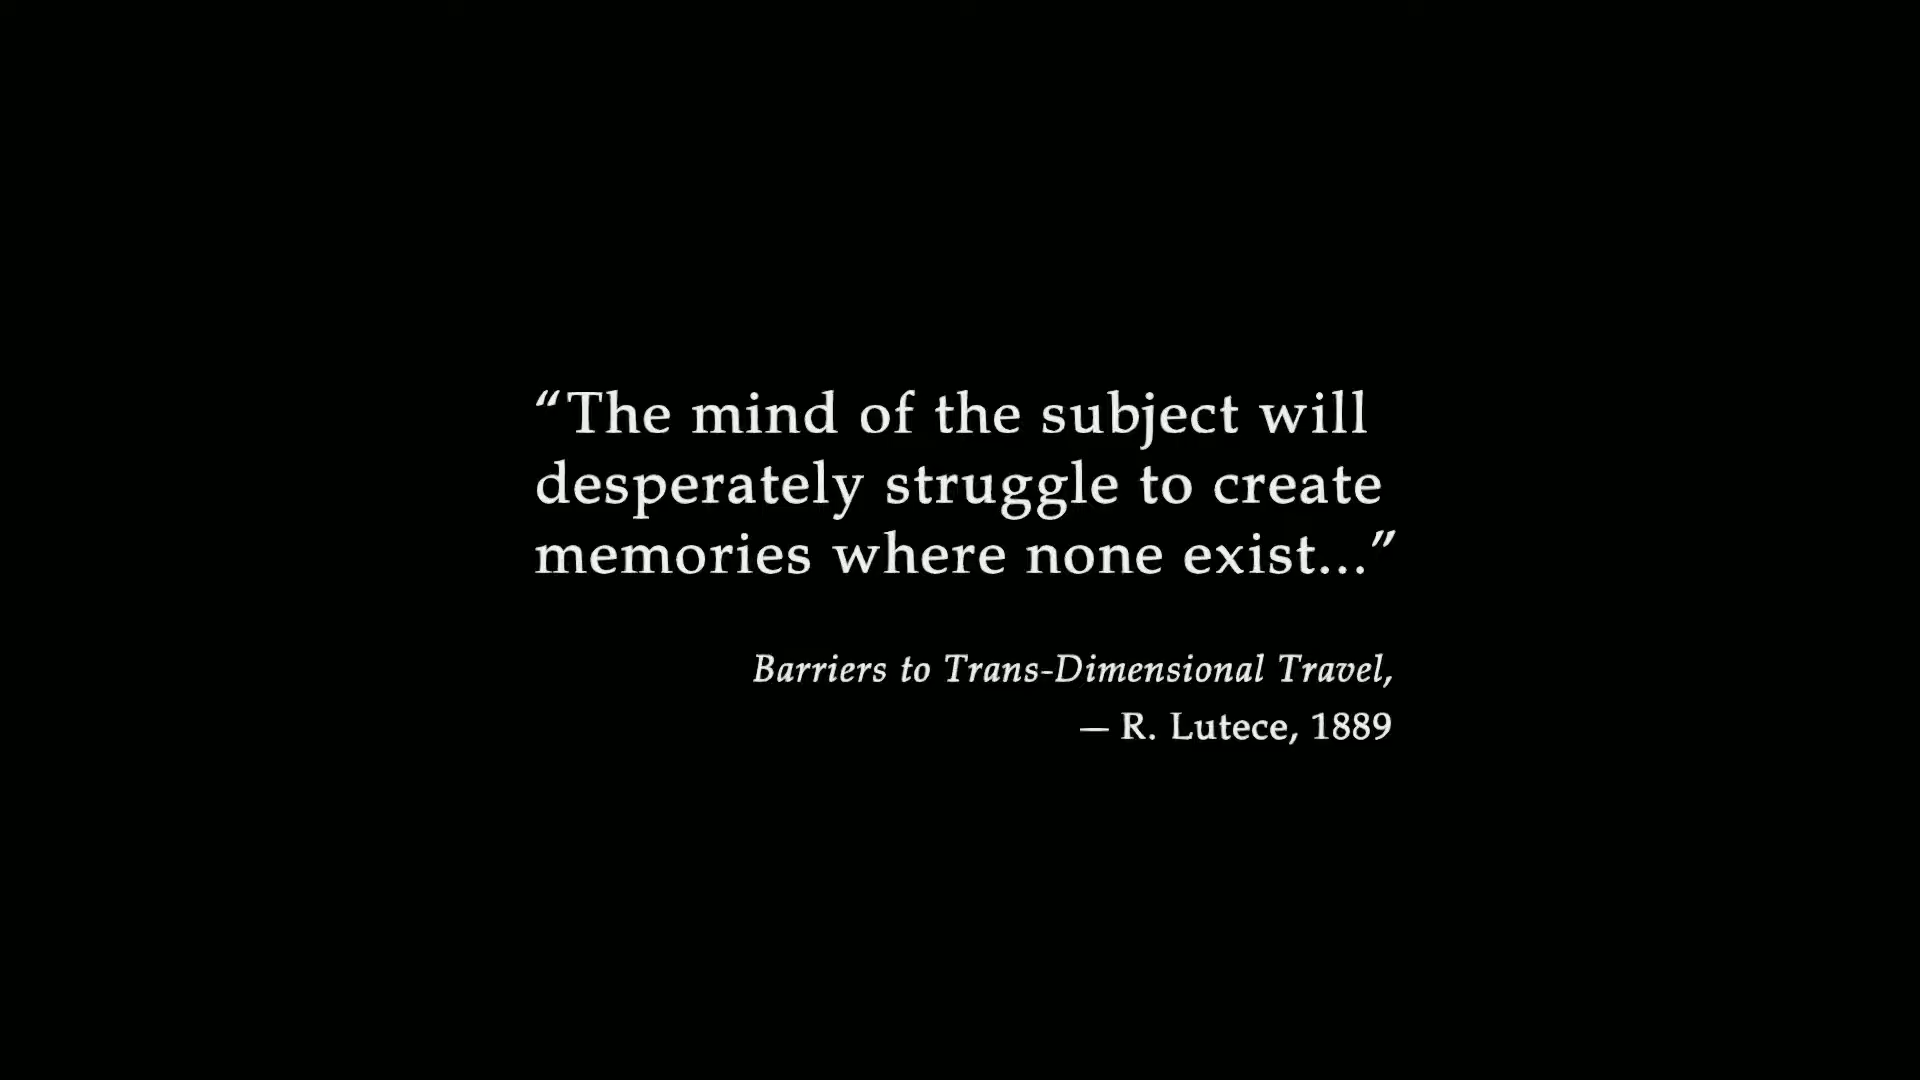 “The mind of the subject will
desperately struggle to create
memories where none exist...”
Barriers to Trans-Dimensional Travel,
— R. Lutece, 1889